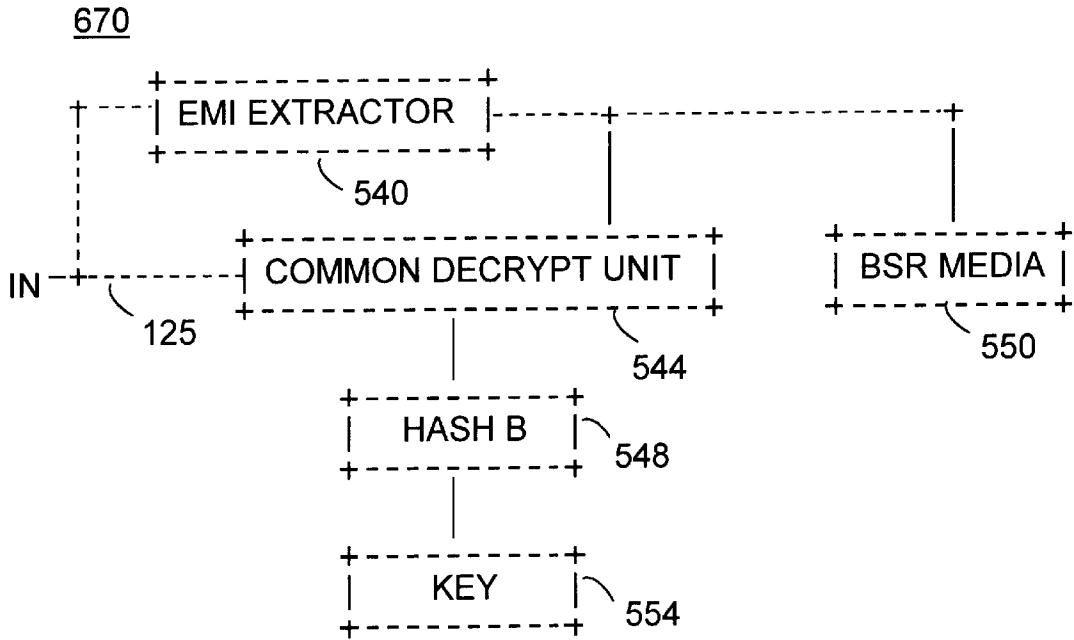 670
EMI EXTRACTOR
540
IN
COMMON DECRYPT UNIT
BSR MEDIA
125
544
550
HASH B
548
KEY
554